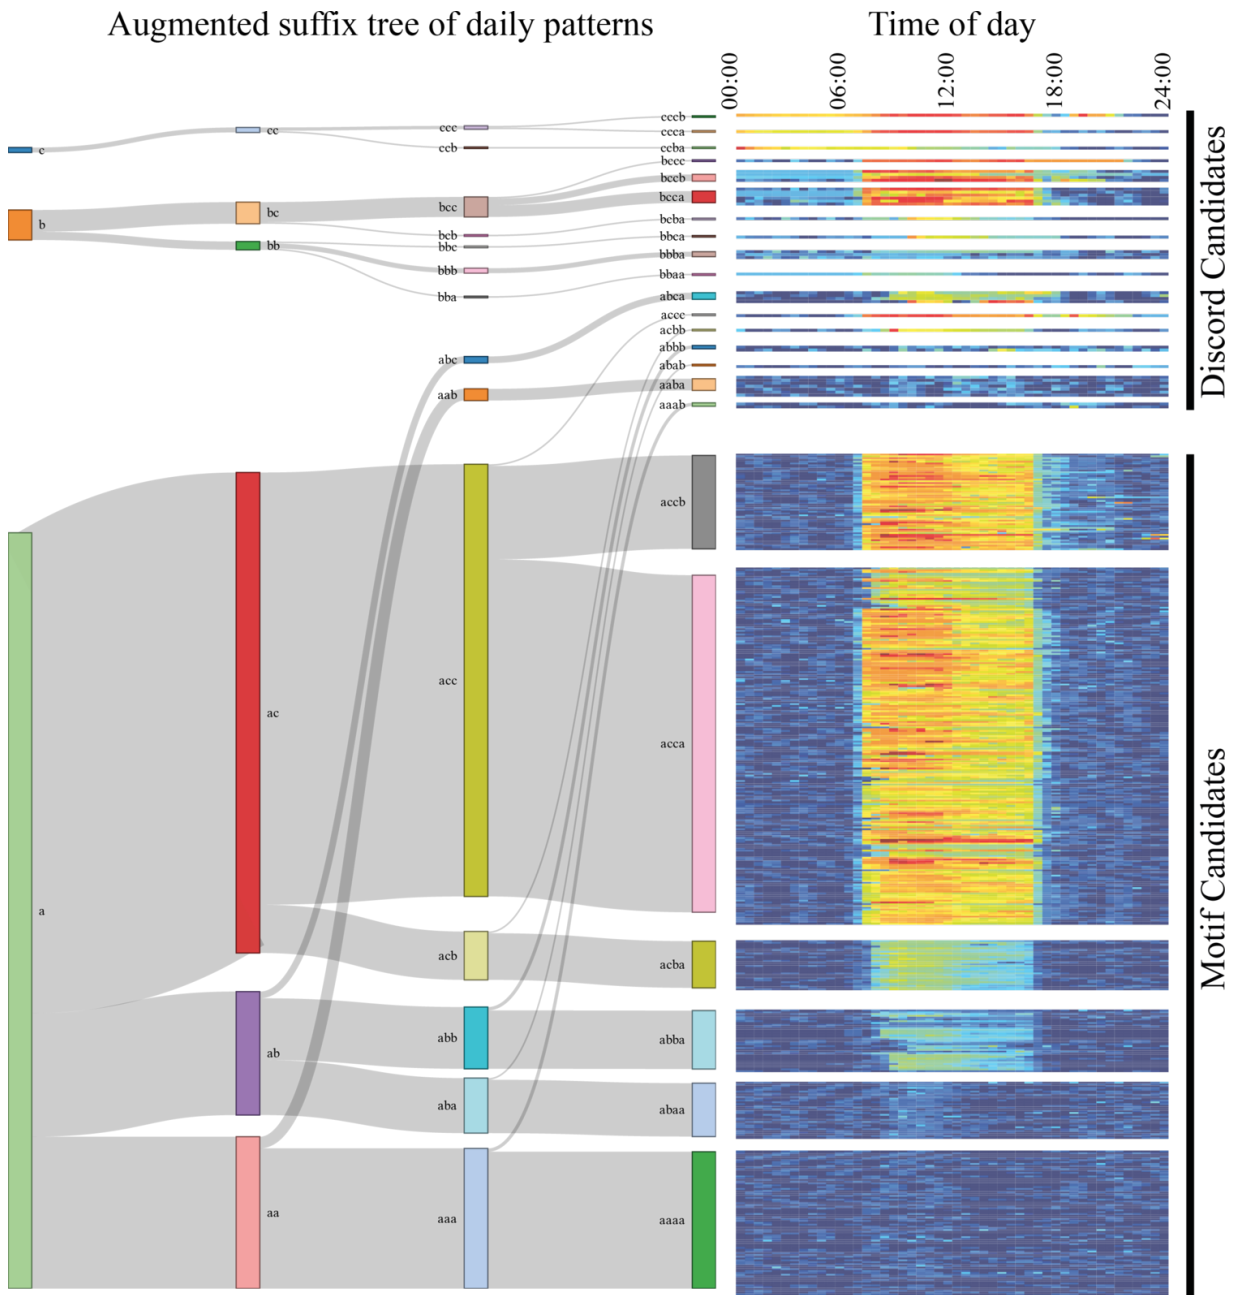 Augmented suffix tree of daily patterns
Time of day
00:00
06:00
12:00
18:00
24:00
c
b
a
cc
bc
bb
ac
ab
aa
ccc
ccb
bcc
bcb
bbc
bbb
bba
abc
aab
acc
acb
abb
aba
aaa
cccb
ccca
ccba
bccc
bccb
bcca
bcba
bbca
bbba
bbaa
abca
accc
acbb
abbb
abab
aaba
aaab
accb
acca
acba
abba
abaa
aaaa
Discord Candidates
Motif Candidates